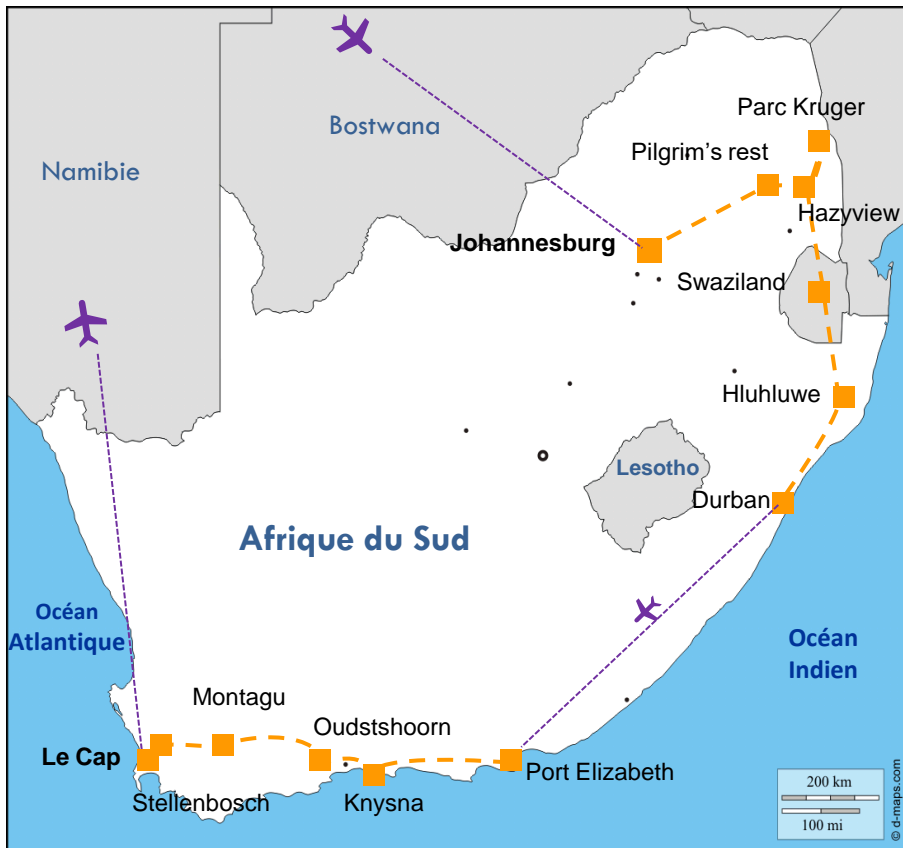 Parc Kruger
Bostwana
Pilgrim's rest
Namibie
Hazyview
Johannesburg
Swaziland
Hluhluwe
Lesotho
Durban
Afrique du Sud
Océan
Atlantique
Océan
Indien
Montagu
Oudstshoorn
Le Cap
Port Elizabeth
Stellenbosch
Knysna
200 km
100 mi
© d-maps.com